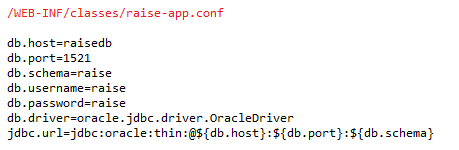 /WEB-INF/classes/raise-app.conf
db.host=raisedb
db.port=1521
db.schema=raise
db.username=raise
db.password=raise
db.driver=oracle.jdbc.driver.OracleDriver
jdbc.url=jdbc:oracle:thin:@${db.host}:${db.port}:${db.schema}